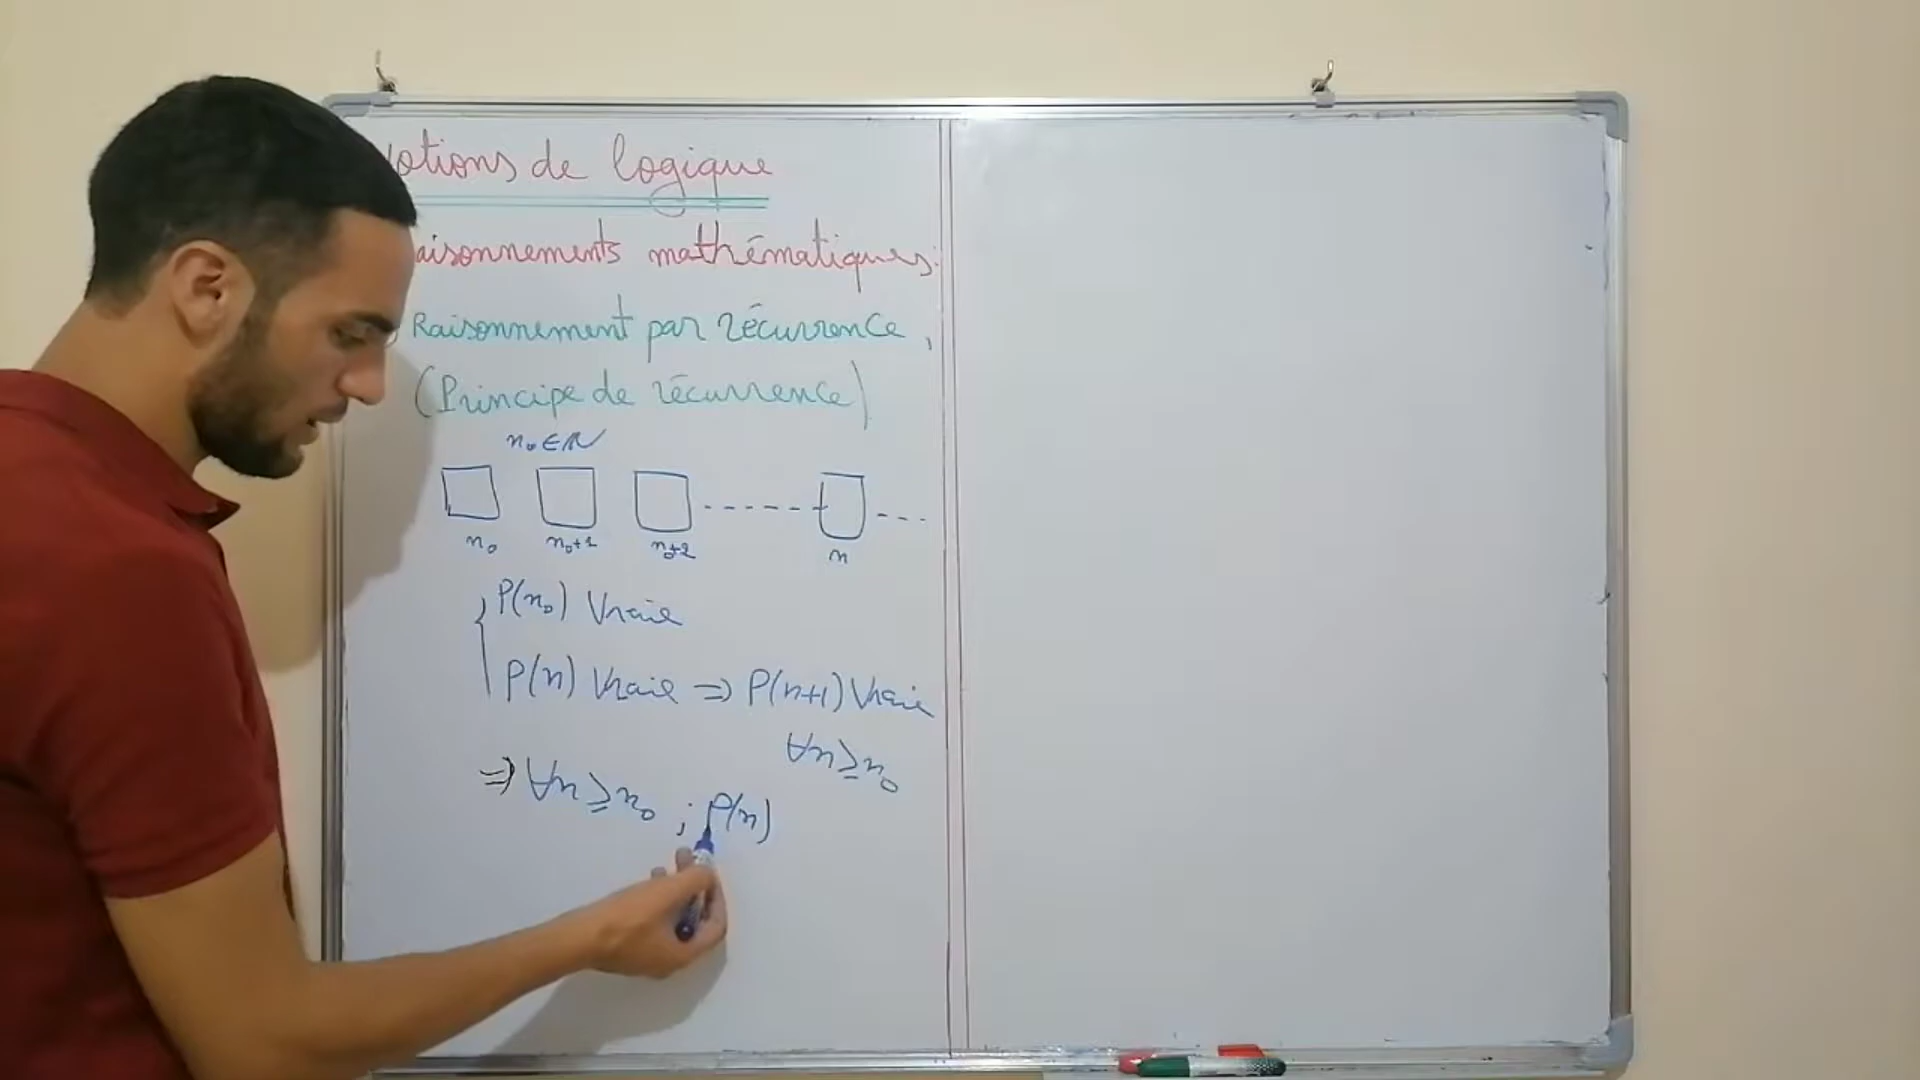 otions de logique
aisonnements mathématiques:
Raisonnement par récurrence,
(Principe de récurrence)
n₀ ∈ ℕ
n₀ n₀+1 n₀+2 ------ n ---
P(n₀) Vraie
P(n) Vraie ⇒ P(n+1) Vraie
∀n ≥ n₀
⇒ ∀n ≥ n₀ ; P(n)